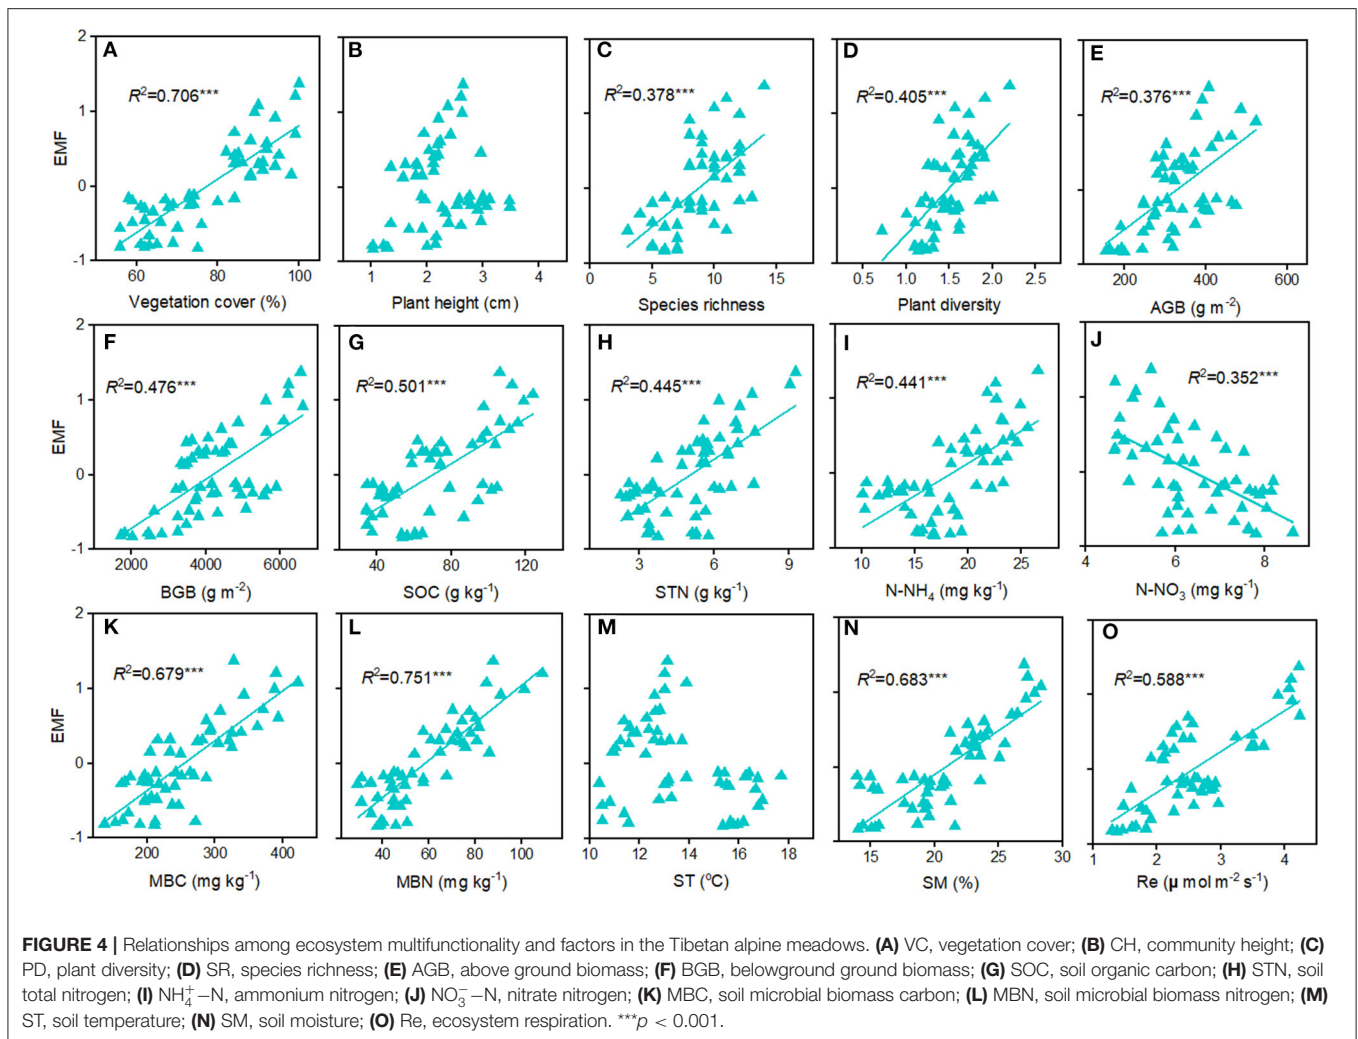 A
B
C
D
E
R²=0.706***
R²=0.378***
R²=0.405***
R²=0.376***
EMF
2
1
0
-1
60 80 100
1 2 3 4
0 5 10 15
0.5 1.0 1.5 2.0 2.5
200 400 600
Vegetation cover (%)
Plant height (cm)
Species richness
Plant diversity
AGB (g m⁻²)
F
G
H
I
J
R²=0.476***
R²=0.501***
R²=0.445***
R²=0.441***
R²=0.352***
EMF
2
1
0
-1
2000 4000 6000
40 80 120
3 6 9
10 15 20 25
4 6 8
BGB (g m⁻²)
SOC (g kg⁻¹)
STN (g kg⁻¹)
N-NH₄ (mg kg⁻¹)
N-NO₃ (mg kg⁻¹)
K
L
M
N
O
R²=0.679***
R²=0.751***
R²=0.683***
R²=0.588***
EMF
2
1
0
-1
200 300 400
40 60 80 100
10 12 14 16 18
15 20 25 30
1 2 3 4
MBC (mg kg⁻¹)
MBN (mg kg⁻¹)
ST (⁰C)
SM (%)
Re (μ mol m⁻² s⁻¹)
FIGURE 4 | Relationships among ecosystem multifunctionality and factors in the Tibetan alpine meadows. (A) VC, vegetation cover; (B) CH, community height; (C)
PD, plant diversity; (D) SR, species richness; (E) AGB, above ground biomass; (F) BGB, belowground ground biomass; (G) SOC, soil organic carbon; (H) STN, soil
total nitrogen; (I) NH₄⁺−N, ammonium nitrogen; (J) NO₃⁻−N, nitrate nitrogen; (K) MBC, soil microbial biomass carbon; (L) MBN, soil microbial biomass nitrogen; (M)
ST, soil temperature; (N) SM, soil moisture; (O) Re, ecosystem respiration. ***p < 0.001.